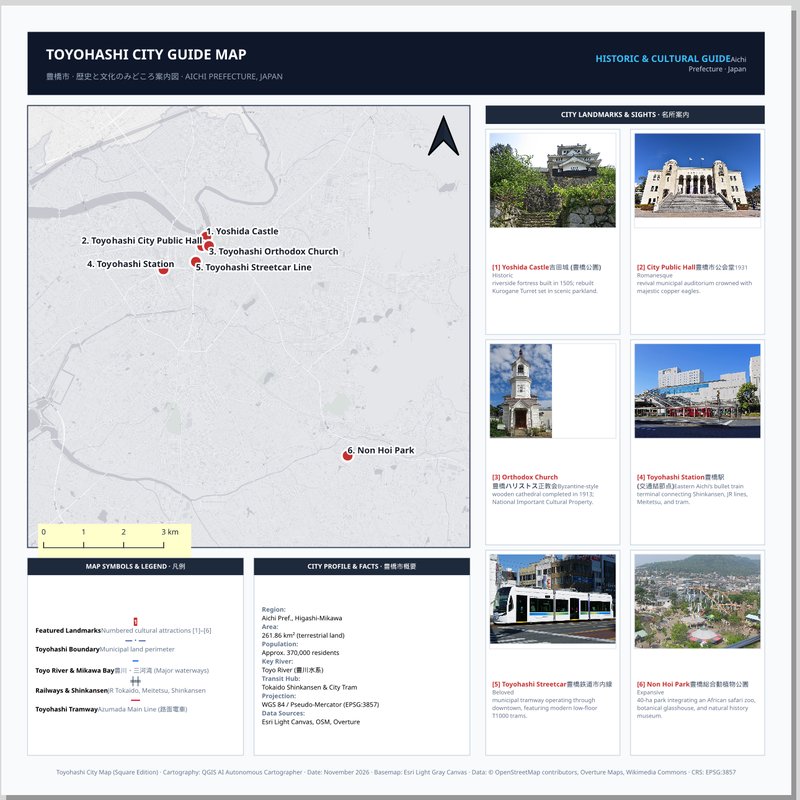 TOYOHASHI CITY GUIDE MAP
豊橋市 · 歴史と文化のみどころ案内図 · AICHI PREFECTURE, JAPAN
HISTORIC & CULTURAL GUIDEAichi
Prefecture · Japan
1. Yoshida Castle
2. Toyohashi City Public Hall
3. Toyohashi Orthodox Church
4. Toyohashi Station
5. Toyohashi Streetcar Line
6. Non Hoi Park
0 1 2 3 km
CITY LANDMARKS & SIGHTS · 名所案内
[1] Yoshida Castle吉田城 (豊橋公園)
Historic
riverside fortress built in 1505; rebuilt
Kurogane Turret set in scenic parkland.
[2] City Public Hall豊橋市公会堂1931
Romanesque
revival municipal auditorium crowned with
majestic copper eagles.
[3] Orthodox Church
豊橋ハリストス正教会Byzantine-style
wooden cathedral completed in 1913;
National Important Cultural Property.
[4] Toyohashi Station豊橋駅
(交通結節点)Eastern Aichi's bullet train
terminal connecting Shinkansen, JR lines,
Meitetsu, and tram.
[5] Toyohashi Streetcar豊橋鉄道市内線
Beloved
municipal tramway operating through
downtown, featuring modern low-floor
T1000 trams.
[6] Non Hoi Park豊橋総合動植物公園
Expansive
40-ha park integrating an African safari zoo,
botanical glasshouse, and natural history
museum.
MAP SYMBOLS & LEGEND · 凡例
1
Featured LandmarksNumbered cultural attractions [1]–[6]
Toyohashi BoundaryMunicipal land perimeter
Toyo River & Mikawa Bay豊川・三河湾 (Major waterways)
Railways & ShinkansenJR Tokaido, Meitetsu, Shinkansen
Toyohashi TramwayAzumada Main Line (路面電車)
CITY PROFILE & FACTS · 豊橋市概要
Region:
Aichi Pref., Higashi-Mikawa
Area:
261.86 km² (terrestrial land)
Population:
Approx. 370,000 residents
Key River:
Toyo River (豊川水系)
Transit Hub:
Tokaido Shinkansen & City Tram
Projection:
WGS 84 / Pseudo-Mercator (EPSG:3857)
Data Sources:
Esri Light Canvas, OSM, Overture
Toyohashi City Map (Square Edition) · Cartography: QGIS AI Autonomous Cartographer · Date: November 2026 · Basemap: Esri Light Gray Canvas · Data: © OpenStreetMap contributors, Overture Maps, Wikimedia Commons · CRS: EPSG:3857